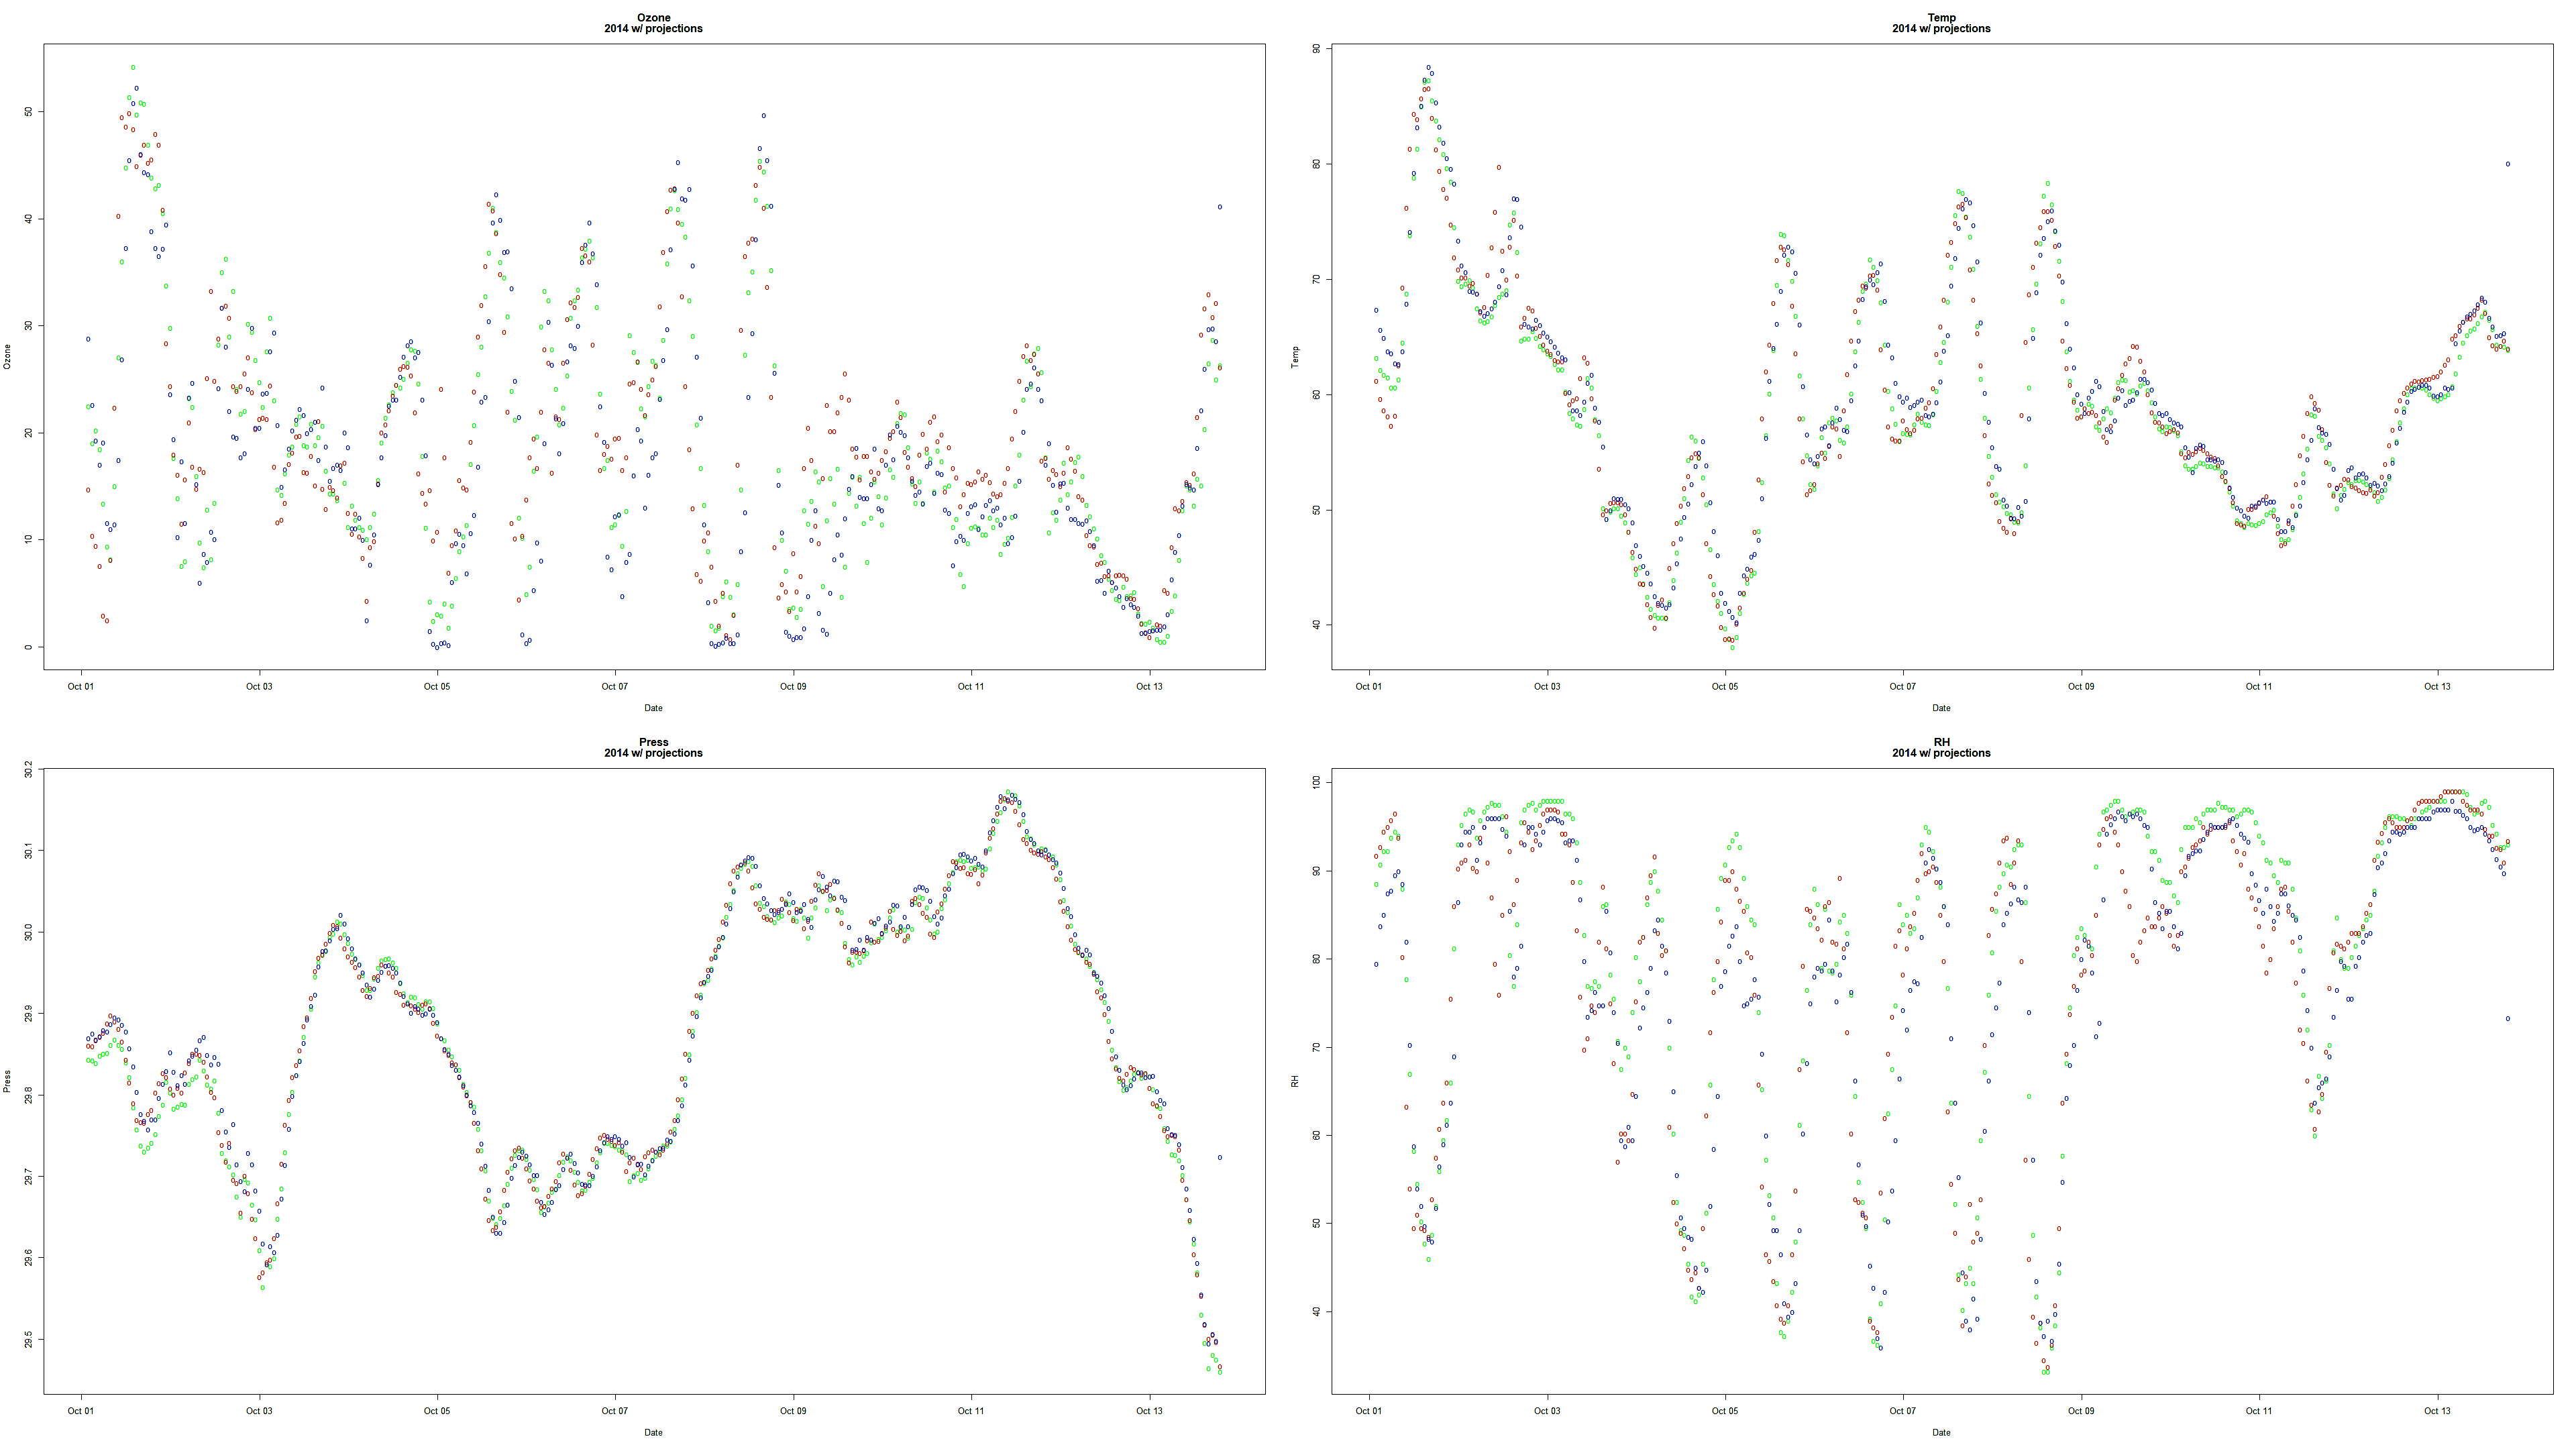 Ozone
2014 w/ projections
Ozone
50
40
30
20
10
0
Oct 01
Oct 03
Oct 05
Oct 07
Oct 09
Oct 11
Oct 13
Date
Temp
2014 w/ projections
Temp
90
80
70
60
50
40
Oct 01
Oct 03
Oct 05
Oct 07
Oct 09
Oct 11
Oct 13
Date
Press
2014 w/ projections
Press
30.2
30.1
30.0
29.9
29.8
29.7
29.6
29.5
Oct 01
Oct 03
Oct 05
Oct 07
Oct 09
Oct 11
Oct 13
Date
RH
2014 w/ projections
RH
100
90
80
70
60
50
40
Oct 01
Oct 03
Oct 05
Oct 07
Oct 09
Oct 11
Oct 13
Date